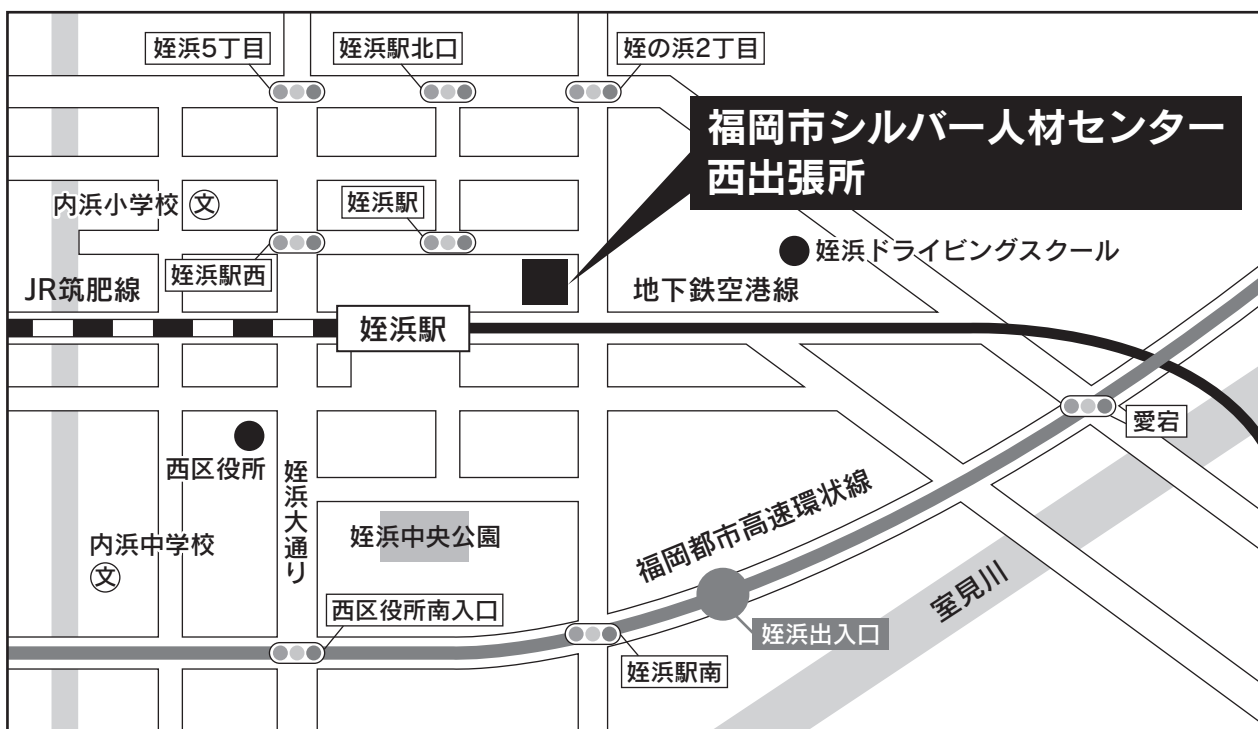 姪浜5丁目
姪浜駅北口
姪の浜2丁目
福岡市シルバー人材センター
西出張所
内浜小学校
文
姪浜駅
姪浜駅西
姪浜ドライビングスクール
JR筑肥線
地下鉄空港線
姪浜駅
愛宕
西区役所
姪浜大通り
内浜中学校
文
姪浜中央公園
福岡都市高速環状線
室見川
西区役所南入口
姪浜出入口
姪浜駅南